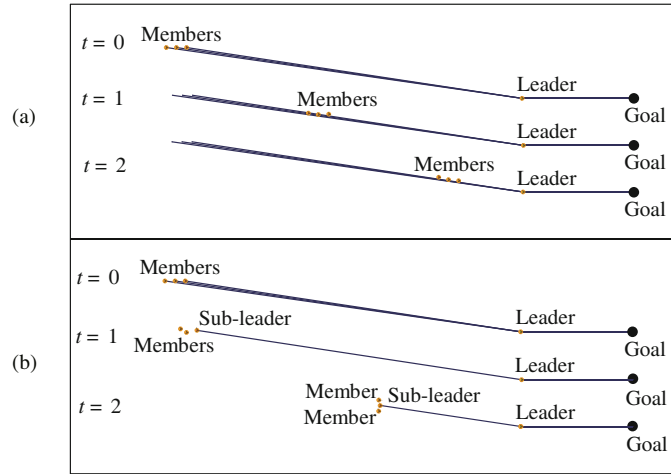 (a)
t = 0
Members
Leader
Goal
t = 1
Members
Leader
Goal
t = 2
Members
Leader
Goal
(b)
t = 0
Members
Leader
Goal
t = 1
Sub-leader
Members
Leader
Goal
t = 2
Member
Sub-leader
Member
Leader
Goal